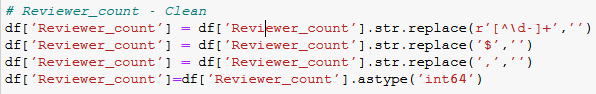 # Reviewer_count - Clean
df['Reviewer_count'] = df['Reviewer_count'].str.replace(r'[^\d-]+','')
df['Reviewer_count'] = df['Reviewer_count'].str.replace('$','')
df['Reviewer_count'] = df['Reviewer_count'].str.replace(',','')
df['Reviewer_count']=df['Reviewer_count'].astype('int64')